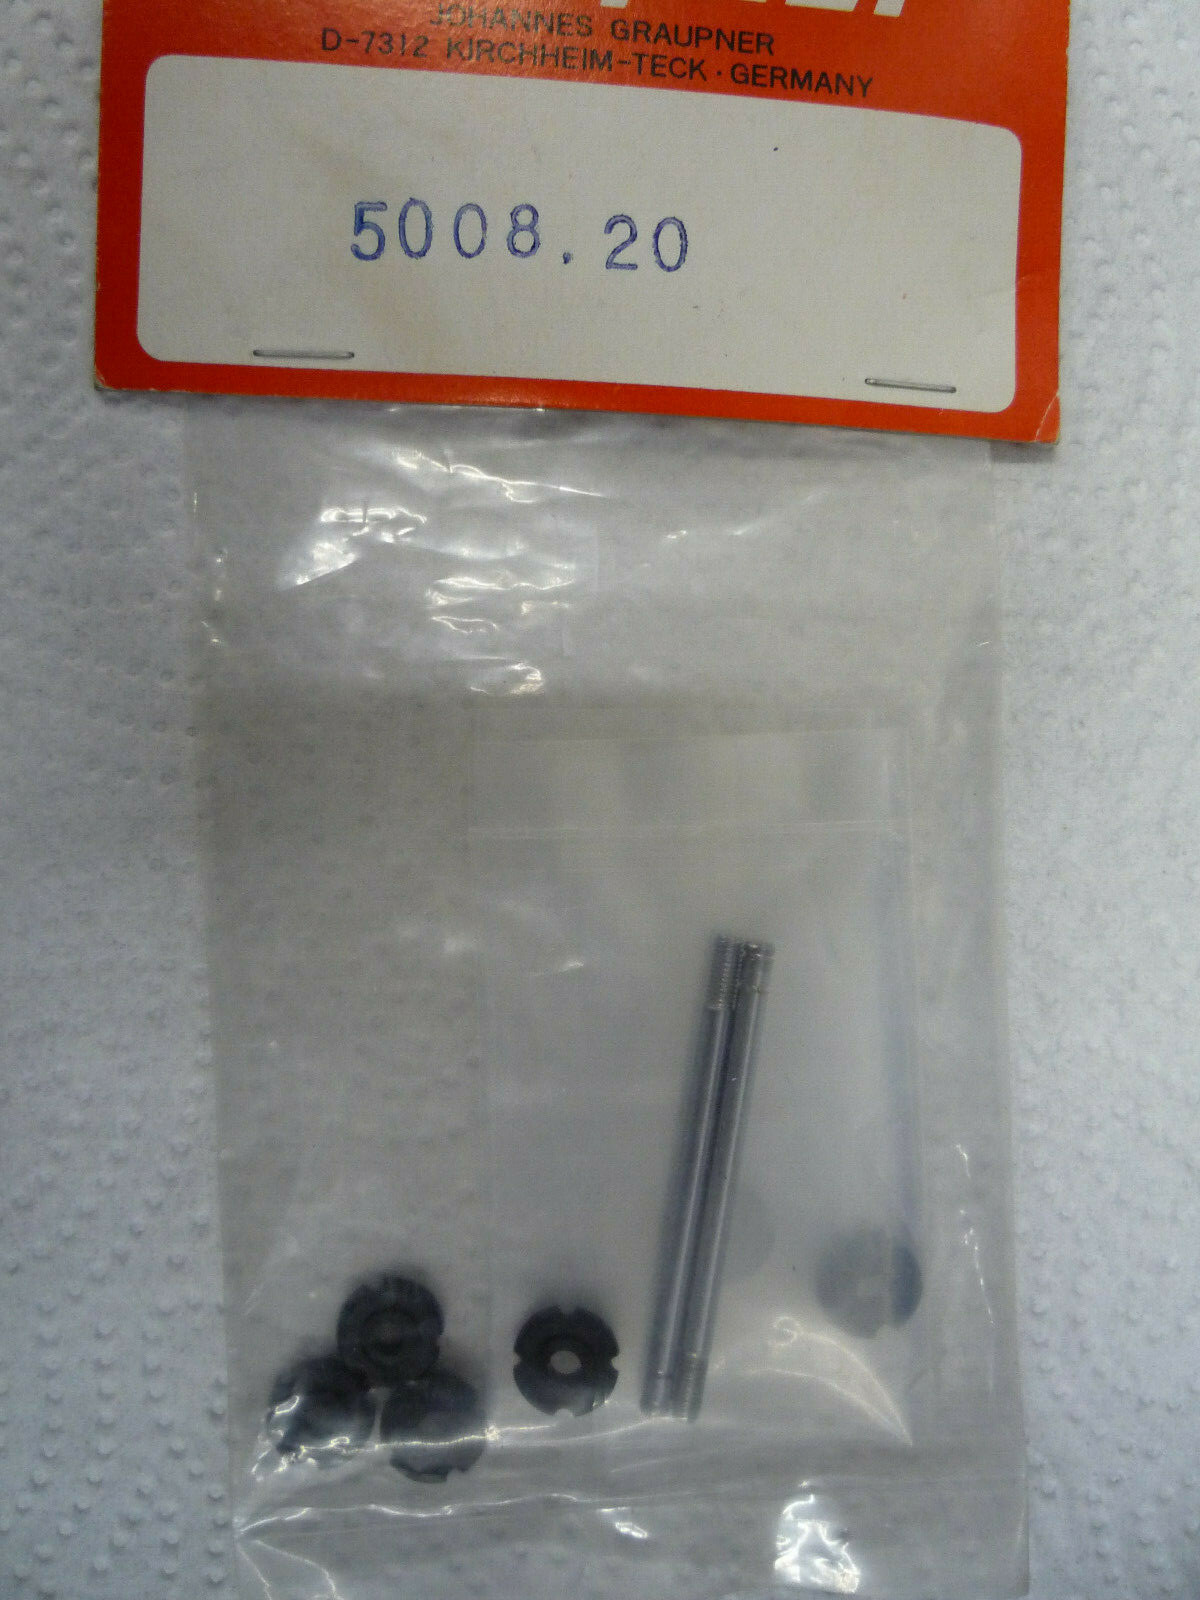 JOHANNES GRAUPNER
D-7312 KIRCHHEIM-TECK · GERMANY
5008.20